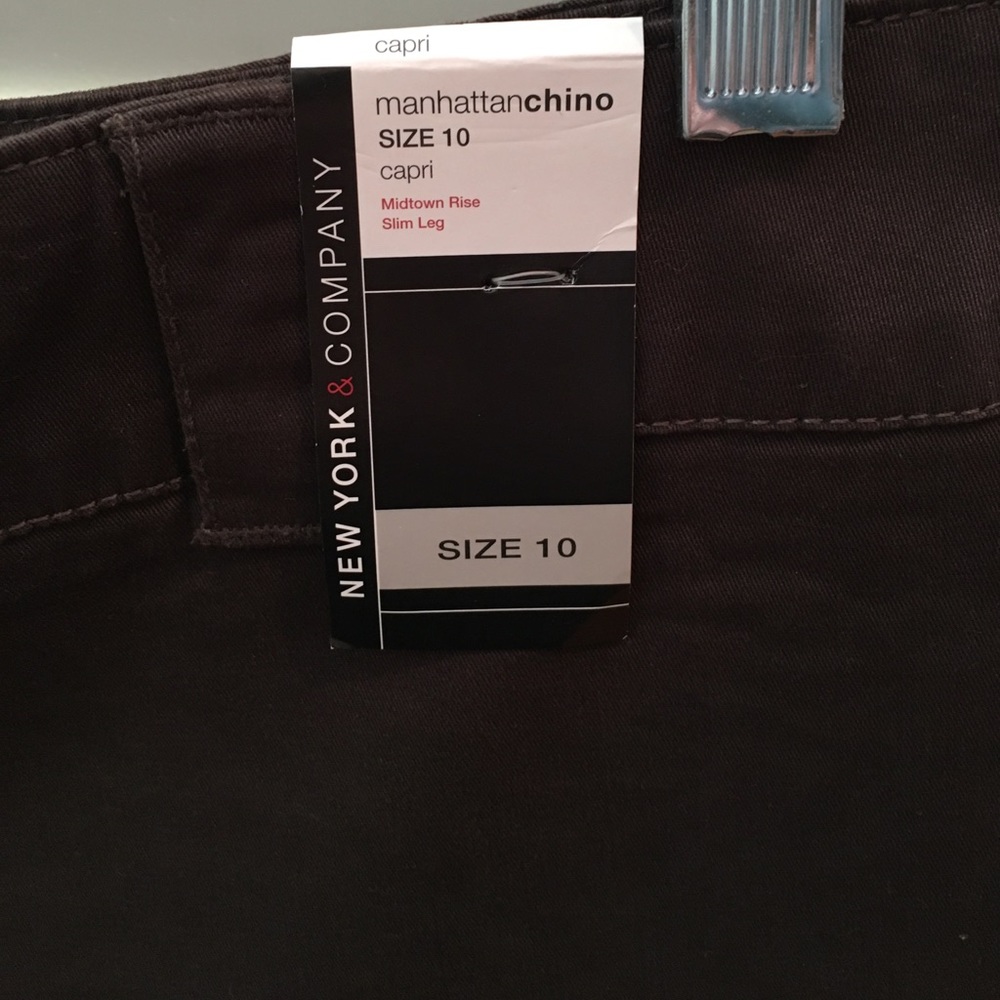 capri
manhattanchino
SIZE 10
capri
Midtown Rise
Slim Leg
NEW YORK & COMPANY
SIZE 10